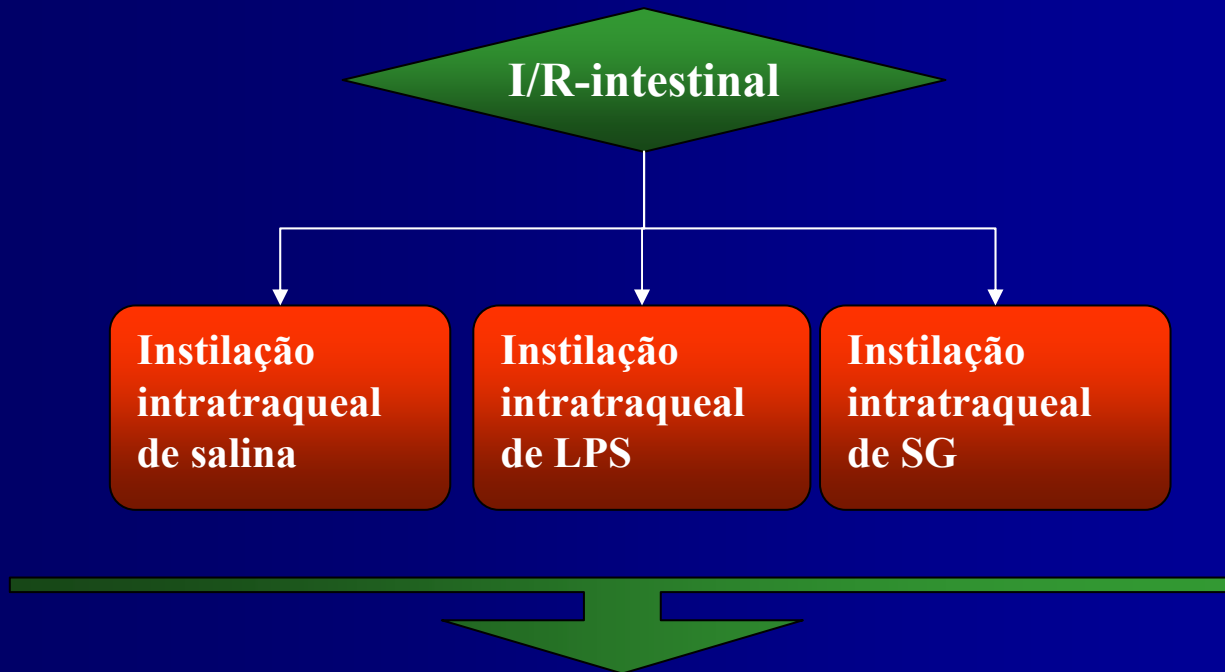 I/R-intestinal
Instilação
intratraqueal
de salina
Instilação
intratraqueal
de LPS
Instilação
intratraqueal
de SG